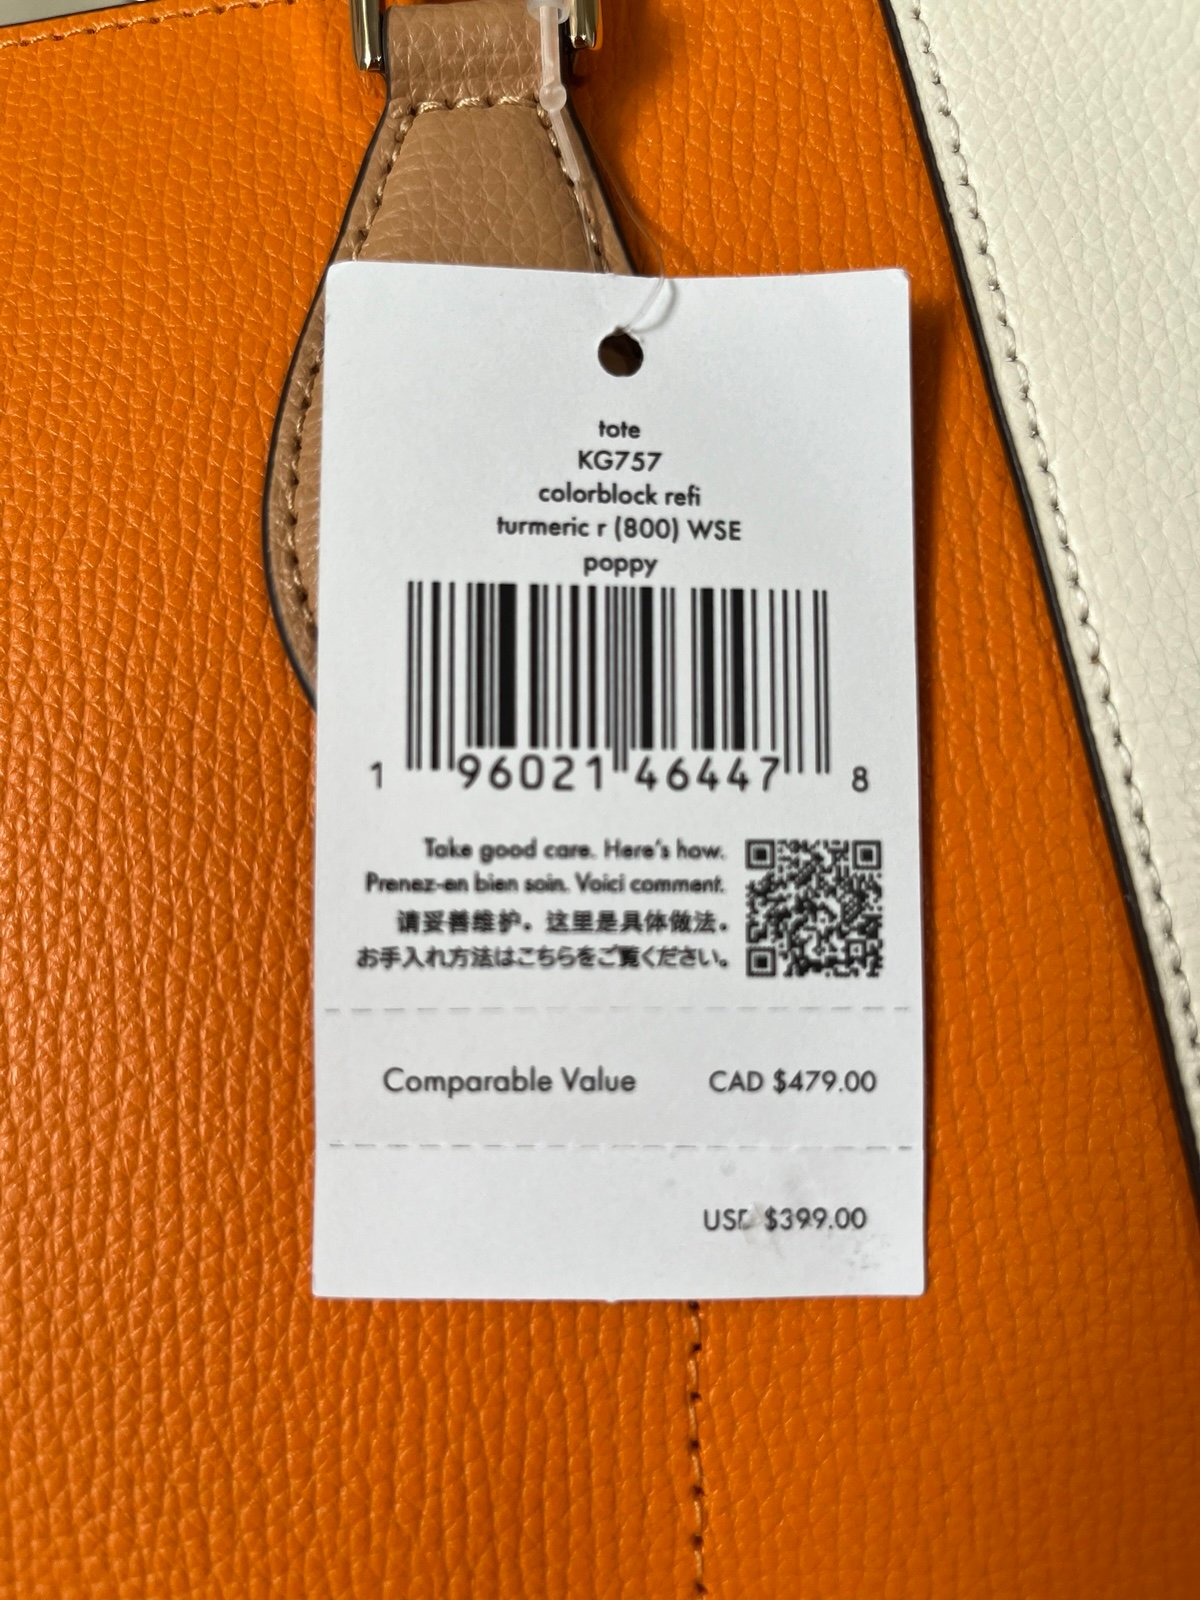 tote
KG757
colorblock refi
turmeric r (800) WSE
poppy
1 96021 46447 8
Take good care. Here's how.
Prenez-en bien soin. Voici comment.
请妥善维护。这里是具体做法。
お手入れ方法はこちらをご覧ください。
Comparable Value CAD $479.00
USD $399.00